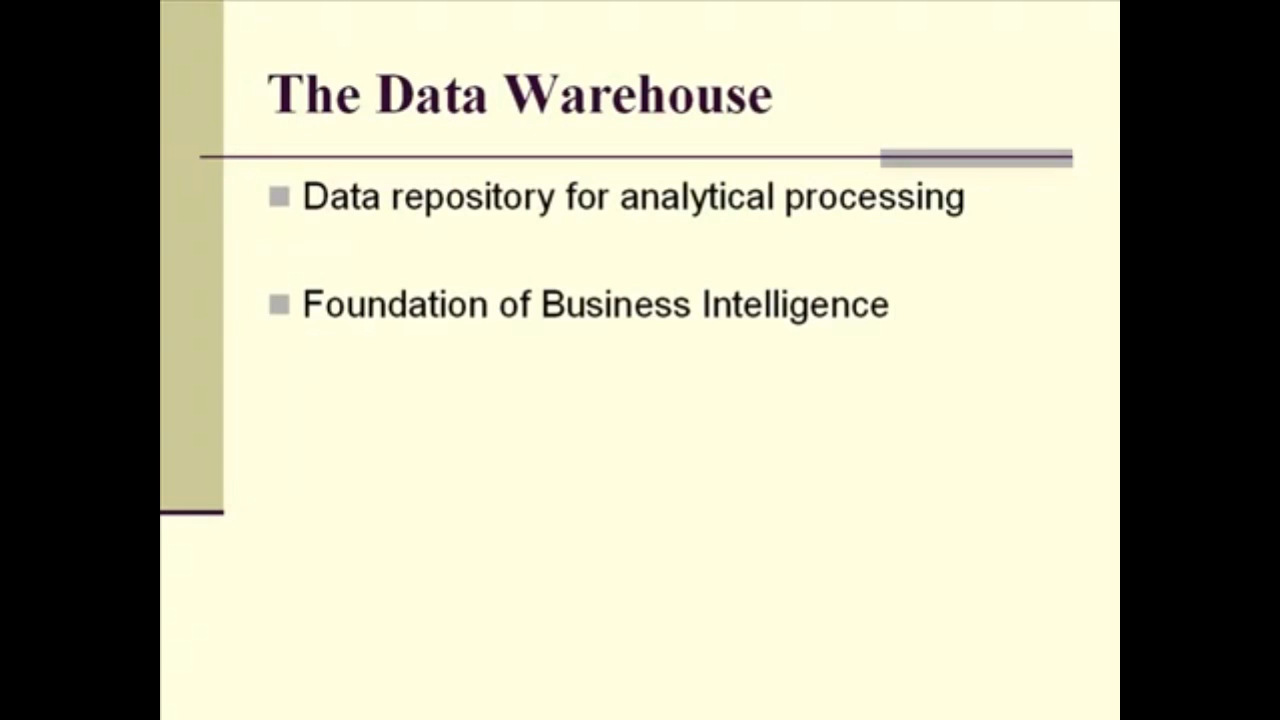 The Data Warehouse
Data repository for analytical processing
Foundation of Business Intelligence